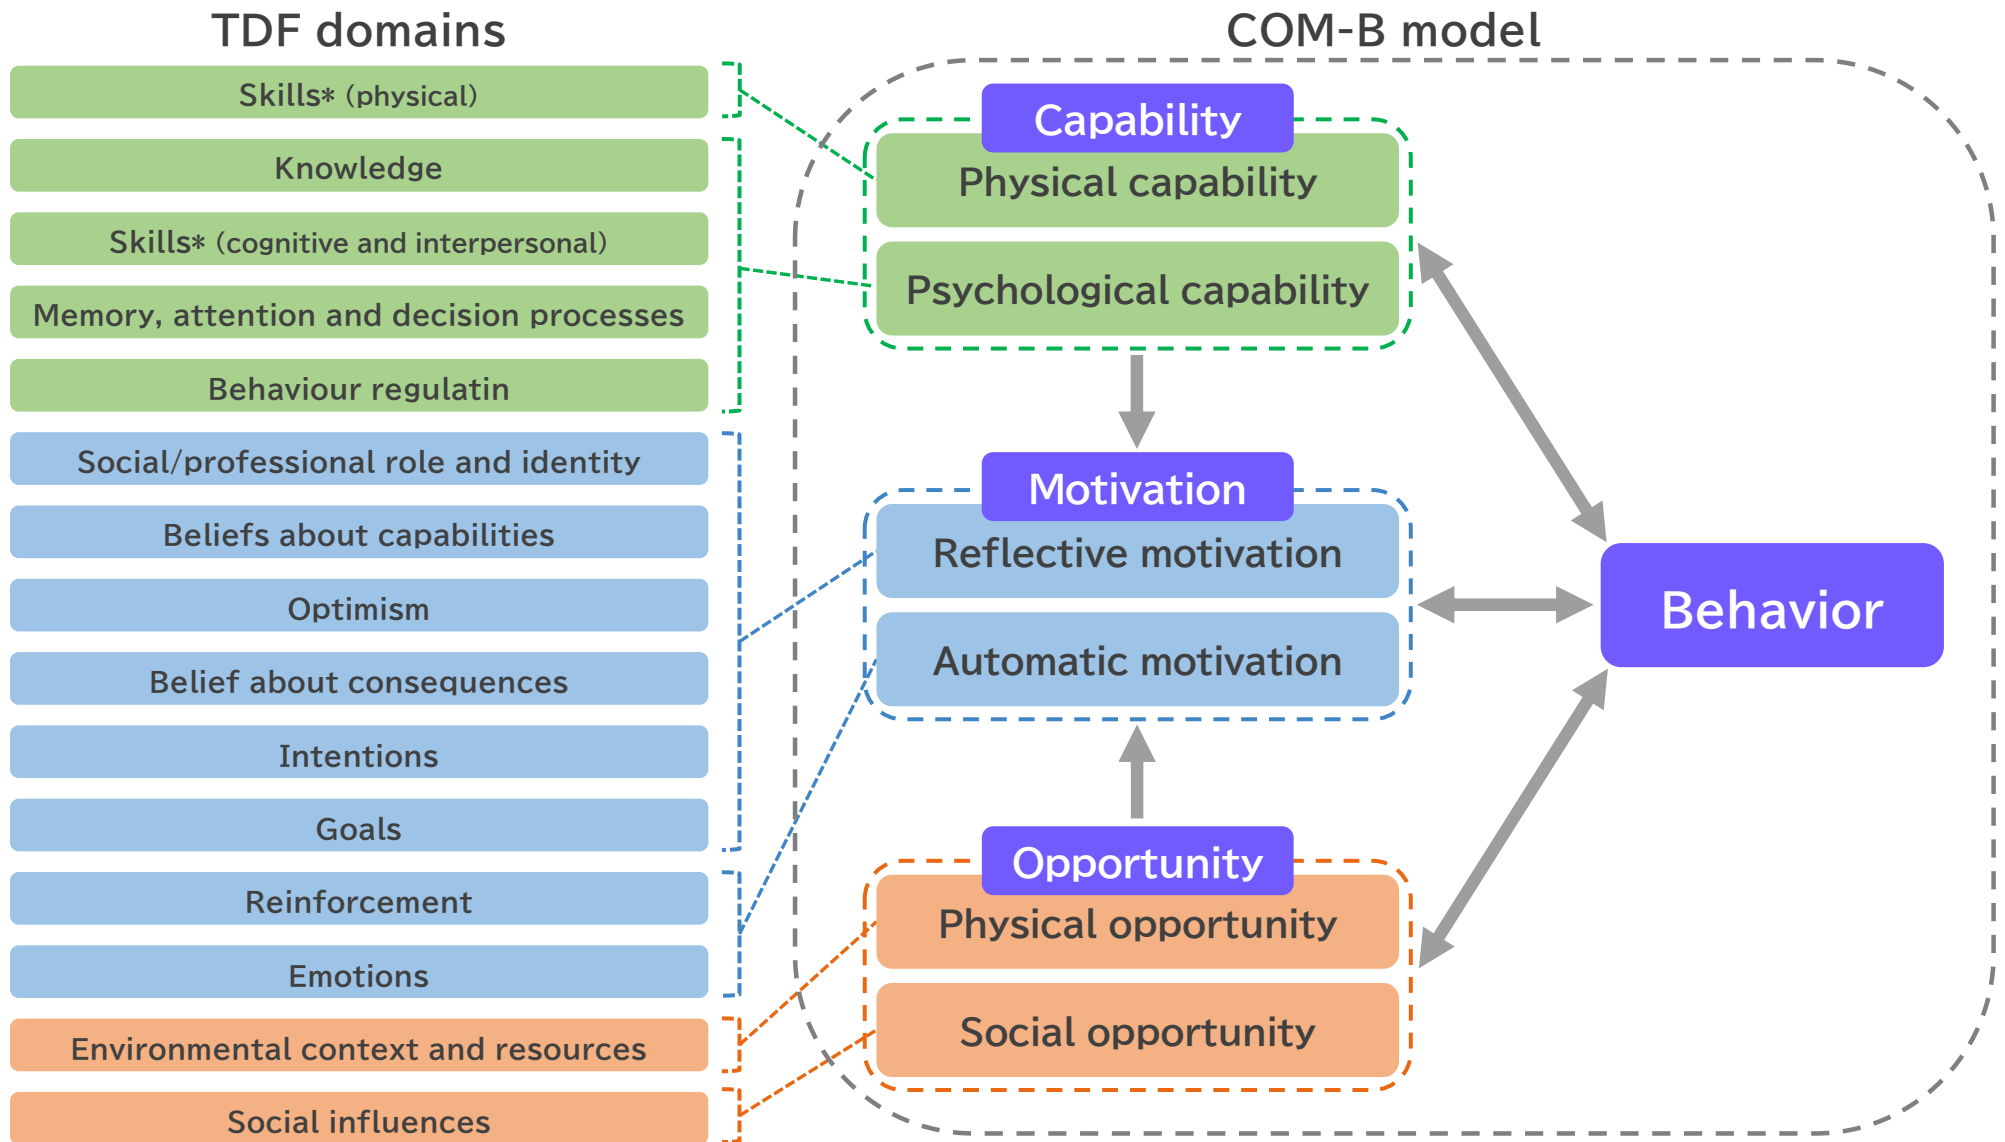 TDF domains
Skills* (physical)
Knowledge
Skills* (cognitive and interpersonal)
Memory, attention and decision processes
Behaviour regulatin
Social/professional role and identity
Beliefs about capabilities
Optimism
Belief about consequences
Intentions
Goals
Reinforcement
Emotions
Environmental context and resources
Social influences
COM-B model
Capability
Physical capability
Psychological capability
Motivation
Reflective motivation
Automatic motivation
Opportunity
Physical opportunity
Social opportunity
Behavior